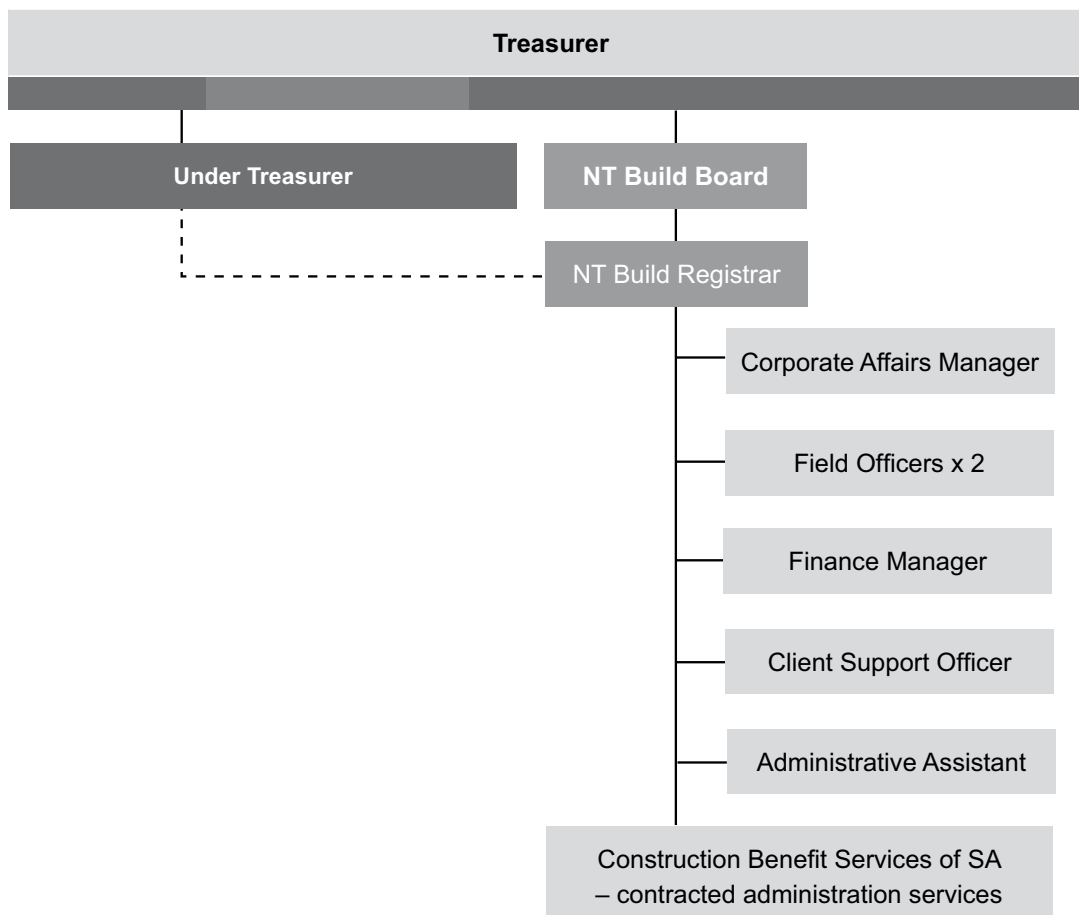 Treasurer
Under Treasurer
NT Build Board
NT Build Registrar
Corporate Affairs Manager
Field Officers x 2
Finance Manager
Client Support Officer
Administrative Assistant
Construction Benefit Services of SA
– contracted administration services